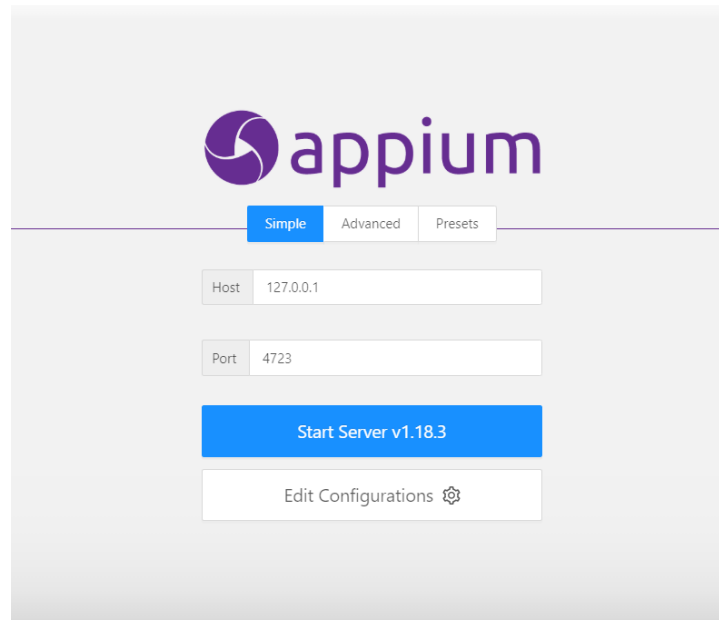 appium
Simple Advanced Presets
Host 127.0.0.1
Port 4723
Start Server v1.18.3
Edit Configurations